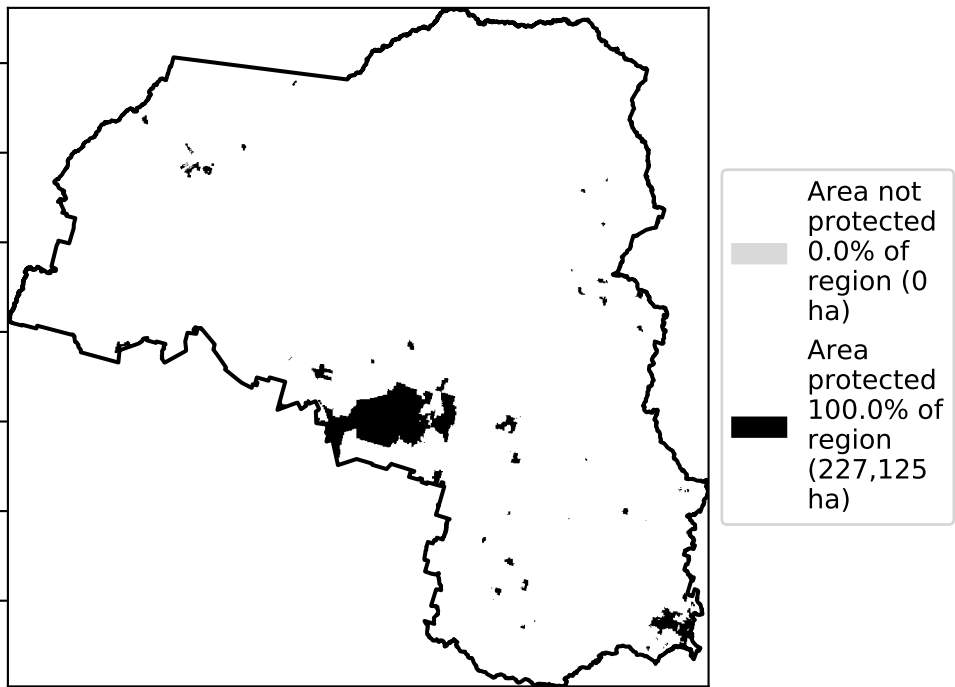 Area not
protected
0.0% of
region (0
ha)
Area
protected
100.0% of
region
(227,125
ha)